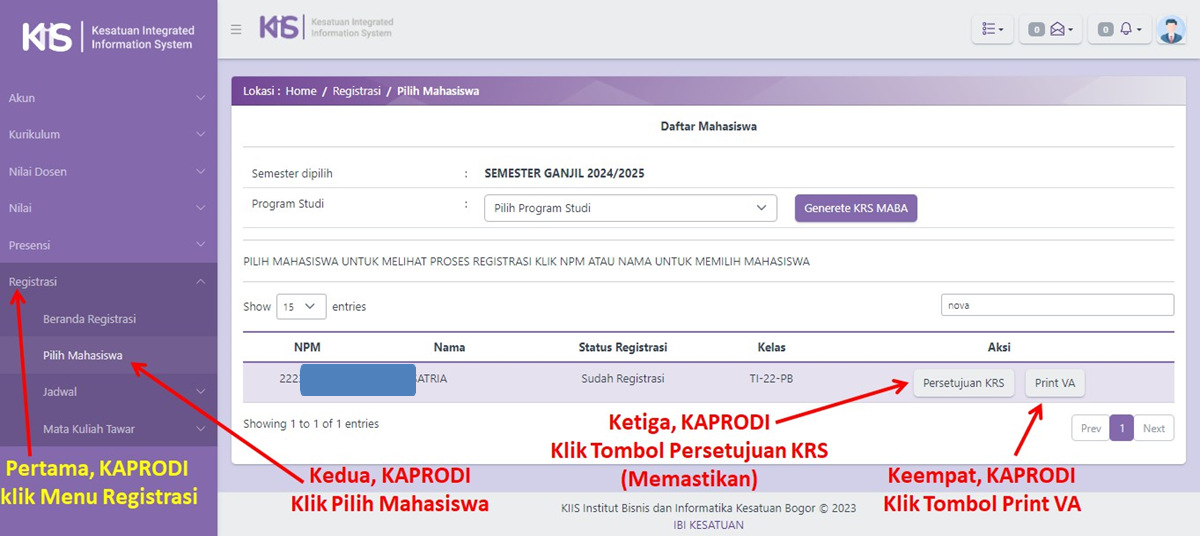 KIIS
Kesatuan Integrated
Information System
KIIS
Kesatuan Integrated
Information System
0
0
Akun
Kurikulum
Nilai Dosen
Nilai
Presensi
Registrasi
Beranda Registrasi
Pilih Mahasiswa
Jadwal
Mata Kuliah Tawar
Lokasi : Home / Registrasi / Pilih Mahasiswa
Daftar Mahasiswa
Semester dipilih : SEMESTER GANJIL 2024/2025
Program Studi : Pilih Program Studi Generete KRS MABA
PILIH MAHASISWA UNTUK MELIHAT PROSES REGISTRASI KLIK NPM ATAU NAMA UNTUK MEMILIH MAHASISWA
Show 15 entries nova
NPM Nama Status Registrasi Kelas Aksi
222 ATRIA Sudah Registrasi TI-22-PB Persetujuan KRS Print VA
Showing 1 to 1 of 1 entries
Prev 1 Next
Pertama, KAPRODI
klik Menu Registrasi
Kedua, KAPRODI
Klik Pilih Mahasiswa
Ketiga, KAPRODI
Klik Tombol Persetujuan KRS
(Memastikan)
Keempat, KAPRODI
Klik Tombol Print VA
KIIS Institut Bisnis dan Informatika Kesatuan Bogor © 2023
IBI KESATUAN